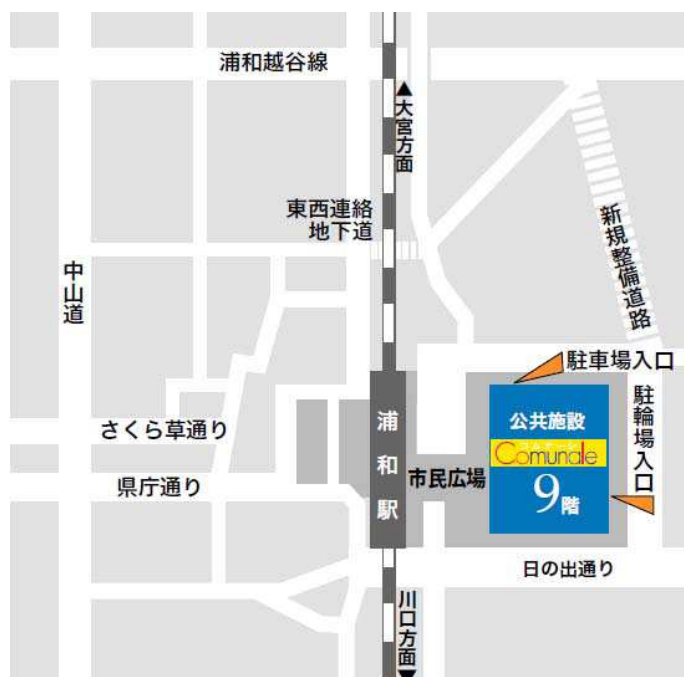 浦和越谷線
▲大宮方面
東西連絡
地下道
新規整備道路
中山道
駐車場入口
さくら草通り
浦和駅
公共施設
コムナーレ
Comunale
9階
駐輪場入口
市民広場
県庁通り
日の出通り
川口方面▼